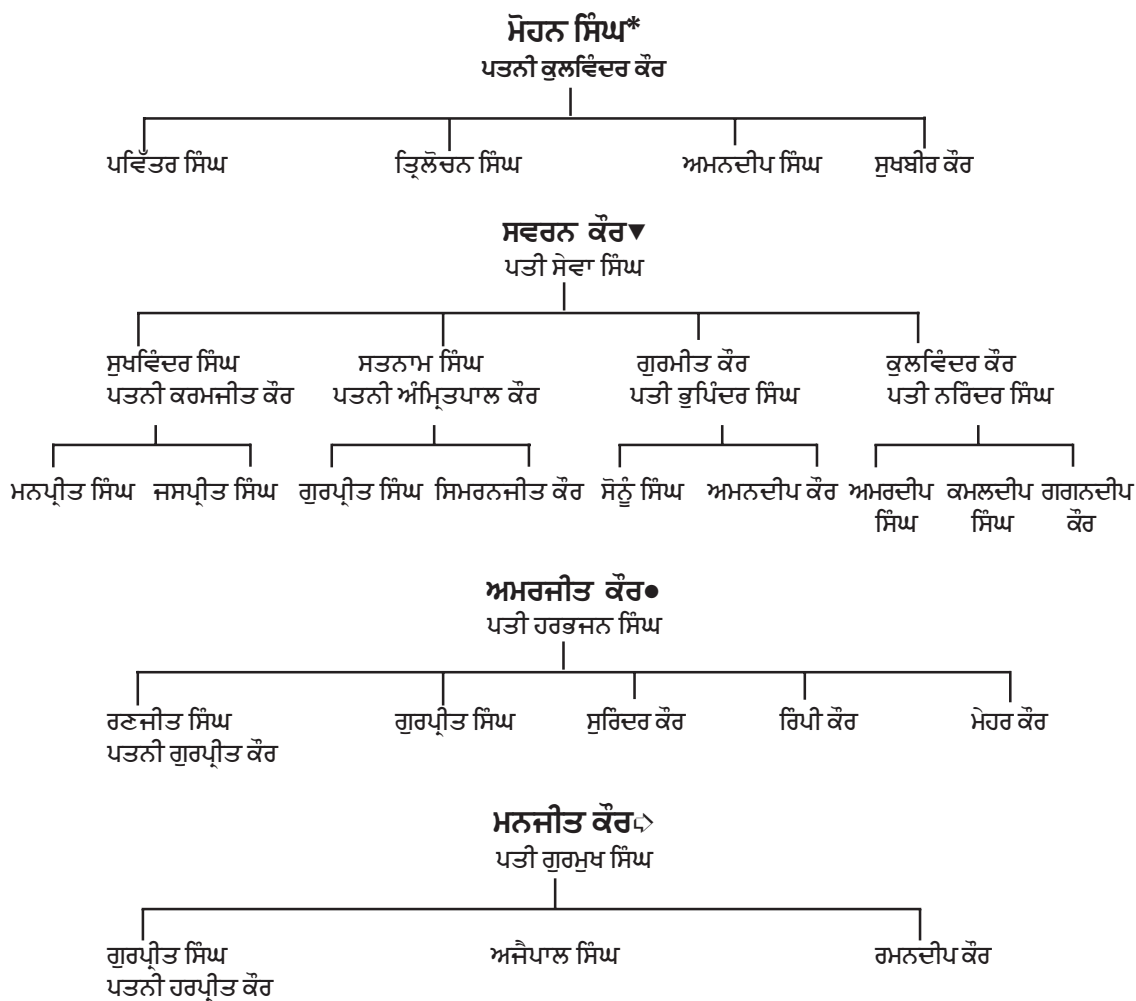 ਮੋਹਨ ਸਿੰਘ*
ਪਤਨੀ ਕੁਲਵਿੰਦਰ ਕੌਰ
ਪਵਿੱਤਰ ਸਿੰਘ ਤ੍ਰਿਲੋਚਨ ਸਿੰਘ ਅਮਨਦੀਪ ਸਿੰਘ ਸੁਖਬੀਰ ਕੌਰ
ਸਵਰਨ ਕੌਰ▼
ਪਤੀ ਸੇਵਾ ਸਿੰਘ
ਸੁਖਵਿੰਦਰ ਸਿੰਘ ਸਤਨਾਮ ਸਿੰਘ ਗੁਰਮੀਤ ਕੌਰ ਕੁਲਵਿੰਦਰ ਕੌਰ
ਪਤਨੀ ਕਰਮਜੀਤ ਕੌਰ ਪਤਨੀ ਅੰਮ੍ਰਿਤਪਾਲ ਕੌਰ ਪਤੀ ਭੁਪਿੰਦਰ ਸਿੰਘ ਪਤੀ ਨਰਿੰਦਰ ਸਿੰਘ
ਮਨਪ੍ਰੀਤ ਸਿੰਘ ਜਸਪ੍ਰੀਤ ਸਿੰਘ ਗੁਰਪ੍ਰੀਤ ਸਿੰਘ ਸਿਮਰਨਜੀਤ ਕੌਰ ਸੋਨੂੰ ਸਿੰਘ ਅਮਨਦੀਪ ਕੌਰ ਅਮਰਦੀਪ ਕਮਲਦੀਪ ਗਗਨਦੀਪ
ਸਿੰਘ ਸਿੰਘ ਕੌਰ
ਅਮਰਜੀਤ ਕੌਰ●
ਪਤੀ ਹਰਭਜਨ ਸਿੰਘ
ਰਣਜੀਤ ਸਿੰਘ ਗੁਰਪ੍ਰੀਤ ਸਿੰਘ ਸੁਰਿੰਦਰ ਕੌਰ ਰਿੰਪੀ ਕੌਰ ਮੇਹਰ ਕੌਰ
ਪਤਨੀ ਗੁਰਪ੍ਰੀਤ ਕੌਰ
ਮਨਜੀਤ ਕੌਰ➪
ਪਤੀ ਗੁਰਮੁਖ ਸਿੰਘ
ਗੁਰਪ੍ਰੀਤ ਸਿੰਘ ਅਜੈਪਾਲ ਸਿੰਘ ਰਮਨਦੀਪ ਕੌਰ
ਪਤਨੀ ਹਰਪ੍ਰੀਤ ਕੌਰ